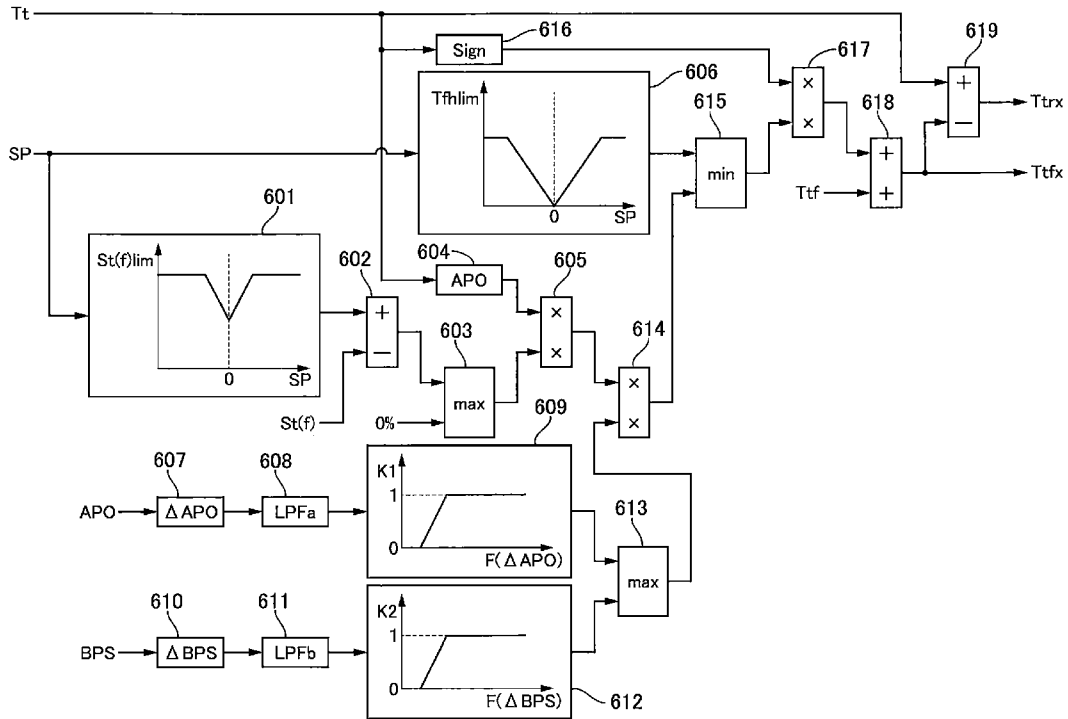 Tt
616
Sign
619
617
606
Tfhlim
0
SP
615
min
618
×
×
+
−
Ttrx
+
+
Ttf
Ttfx
SP
601
St(f)lim
0
SP
602
+
−
St(f)
604
APO
605
×
×
603
max
0%
614
×
×
609
K1
1
0
F(ΔAPO)
607
608
APO
ΔAPO
LPFa
613
max
610
611
BPS
ΔBPS
LPFb
K2
1
0
F(ΔBPS)
612